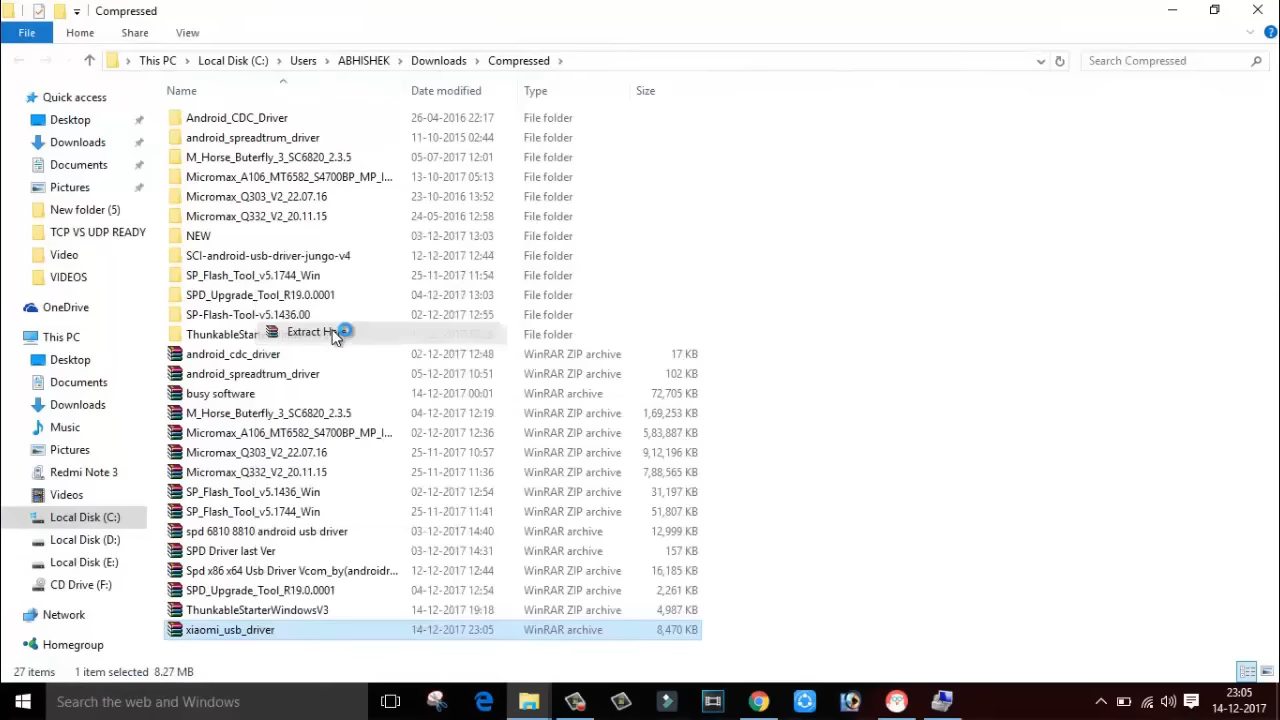 Compressed
File Home Share View
This PC Local Disk (C:) Users ABHISHEK Downloads Compressed Search Compressed
Name Date modified Type Size
Quick access
Desktop
Downloads
Documents
Pictures
New folder (5)
TCP VS UDP READY
Video
VIDEOS
OneDrive
This PC
Desktop
Documents
Downloads
Music
Pictures
Redmi Note 3
Videos
Local Disk (C:)
Local Disk (D:)
Local Disk (E:)
CD Drive (F:)
Network
Homegroup
Android_CDC_Driver 26-04-2016 22:17 File folder
android_spreadtrum_driver 11-10-2015 02:44 File folder
M_Horse_Buterfly_3_SC6820_2.3.5 05-07-2017 12:01 File folder
Micromax_A106_MT6582_S4700BP_MP_I... 13-10-2017 05:13 File folder
Micromax_Q303_V2_22.07.16 23-10-2016 13:52 File folder
Micromax_Q332_V2_20.11.15 24-05-2016 12:58 File folder
NEW 03-12-2017 13:03 File folder
SCI-android-usb-driver-jungo-v4 12-12-2017 12:44 File folder
SP_Flash_Tool_v5.1744_Win 25-11-2017 11:54 File folder
SPD_Upgrade_Tool_R19.0.0001 04-12-2017 13:03 File folder
SP-Flash-Tool-v5.1436.00 02-12-2017 12:55 File folder
Extract
ThunkableStar File folder
android_cdc_driver 02-12-2017 12:48 WinRAR ZIP archive 17 KB
android_spreadtrum_driver 05-12-2017 10:51 WinRAR ZIP archive 102 KB
busy software 14-12-2017 00:01 WinRAR archive 72,705 KB
M_Horse_Buterfly_3_SC6820_2.3.5 04-12-2017 12:19 WinRAR ZIP archive 1,69,253 KB
Micromax_A106_MT6582_S4700BP_MP_I... 02-12-2017 12:36 WinRAR ZIP archive 5,83,887 KB
Micromax_Q303_V2_22.07.16 25-11-2017 10:57 WinRAR ZIP archive 9,12,196 KB
Micromax_Q332_V2_20.11.15 25-11-2017 11:36 WinRAR ZIP archive 7,88,565 KB
SP_Flash_Tool_v5.1436_Win 02-12-2017 12:54 WinRAR ZIP archive 31,197 KB
SP_Flash_Tool_v5.1744_Win 25-11-2017 11:41 WinRAR ZIP archive 51,807 KB
spd 6810 8810 android usb driver 03-12-2017 14:40 WinRAR archive 12,999 KB
SPD Driver last Ver 03-12-2017 14:31 WinRAR archive 157 KB
Spd x86 x64 Usb Driver Vcom_by(androidr... 12-12-2017 12:44 WinRAR archive 16,185 KB
SPD_Upgrade_Tool_R19.0.0001 04-12-2017 12:54 WinRAR ZIP archive 2,261 KB
ThunkableStarterWindowsV3 14-12-2017 19:18 WinRAR ZIP archive 4,987 KB
xiaomi_usb_driver 14-12-2017 23:05 WinRAR archive 8,470 KB
27 items 1 item selected 8.27 MB
Search the web and Windows
23:05
14-12-2017